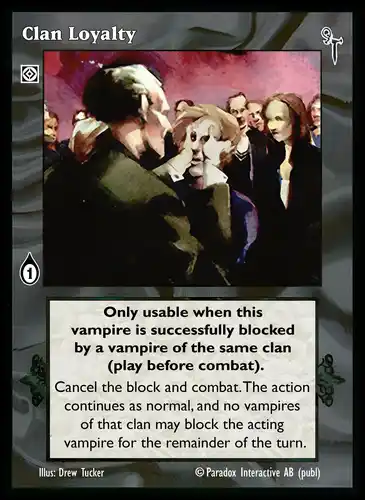 Clan Loyalty
1
Only usable when this
vampire is successfully blocked
by a vampire of the same clan
(play before combat).
Cancel the block and combat. The action
continues as normal, and no vampires
of that clan may block the acting
vampire for the remainder of the turn.
Illus: Drew Tucker © Paradox Interactive AB (publ)